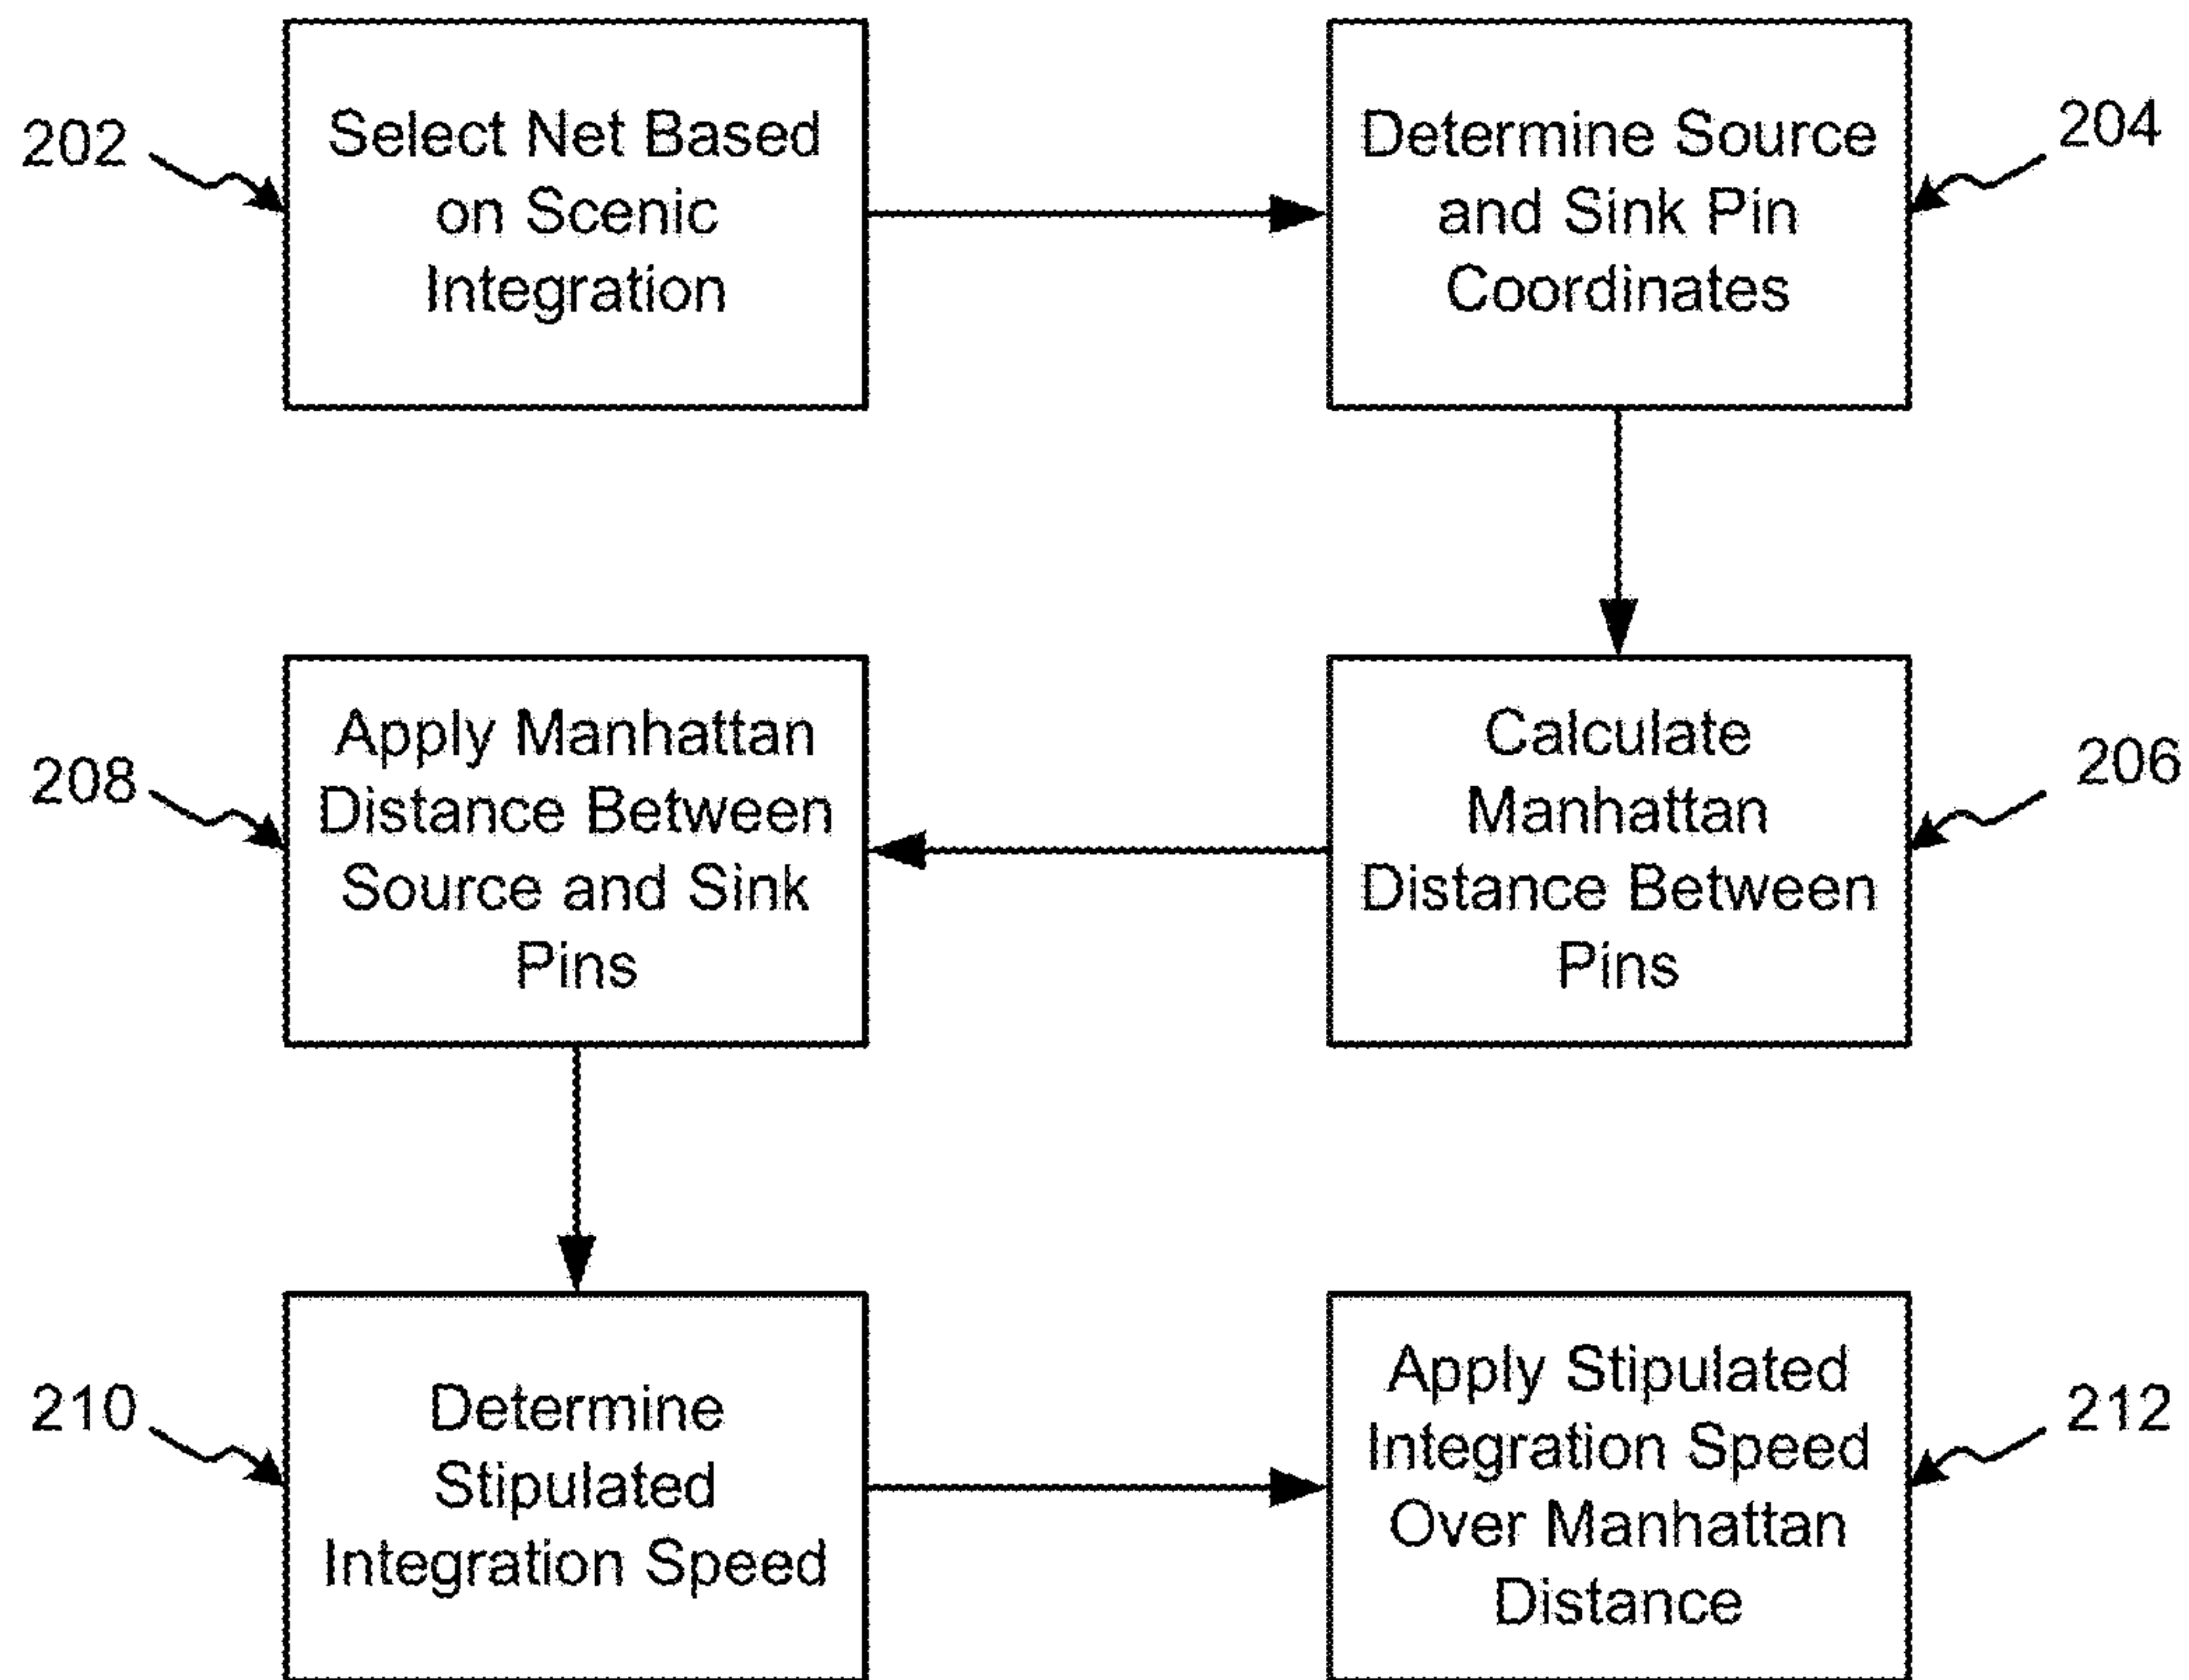 202
Select Net Based
on Scenic
Integration
Determine Source
and Sink Pin
Coordinates
204
208
Apply Manhattan
Distance Between
Source and Sink
Pins
Calculate
Manhattan
Distance Between
Pins
206
210
Determine
Stipulated
Integration Speed
Apply Stipulated
Integration Speed
Over Manhattan
Distance
212